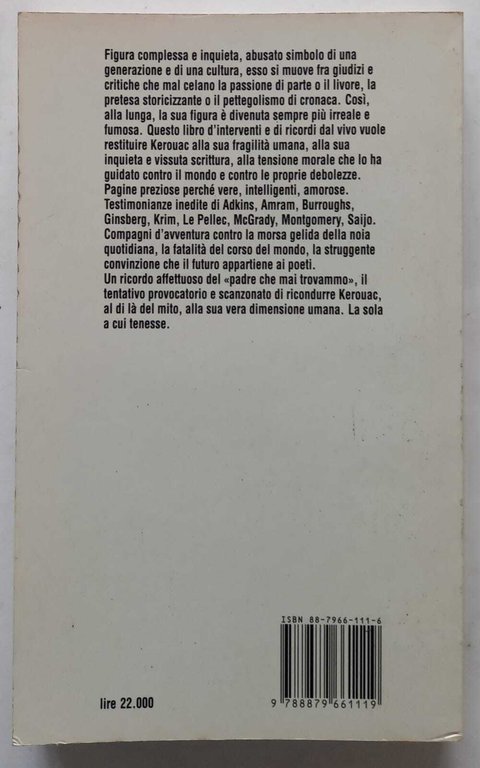 Figura complessa e inquieta, abusato simbolo di una
generazione e di una cultura, esso si muove fra giudizi e
critiche che mal celano la passione di parte o il livore, la
pretesa storicizzante o il pettegolismo di cronaca. Così,
alla lunga, la sua figura è divenuta sempre più irreale e
fumosa. Questo libro d'interventi e di ricordi dal vivo vuole
restituire Kerouac alla sua fragilità umana, alla sua
inquieta e vissuta scrittura, alla tensione morale che lo ha
guidato contro il mondo e contro le proprie debolezze.
Pagine preziose perché vere, intelligenti, amorose.
Testimonianze inedite di Adkins, Amram, Burroughs,
Ginsberg, Krim, Le Pellec, McGrady, Montgomery, Saijo.
Compagni d'avventura contro la morsa gelida della noia
quotidiana, la fatalità del corso del mondo, la struggente
convinzione che il futuro appartiene ai poeti.
Un ricordo affettuoso del «padre che mai trovammo», il
tentativo provocatorio e scanzonato di ricondurre Kerouac,
al di là del mito, alla sua vera dimensione umana. La sola
a cui tenesse.
ISBN 88-7966-111-6
9 788879 661119
lire 22.000